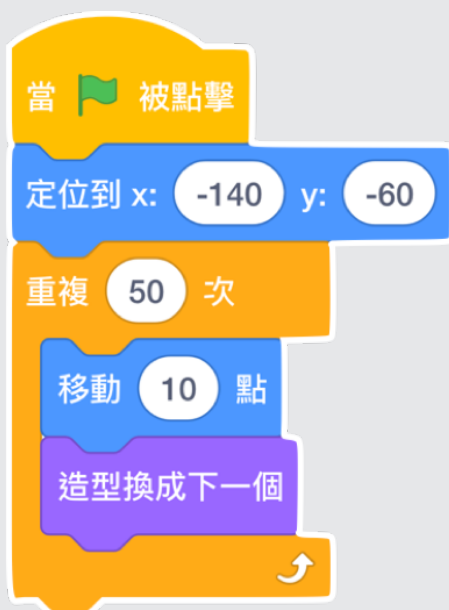 當 被點擊
定位到 x: -140 y: -60
重複 50 次
移動 10 點
造型換成下一個